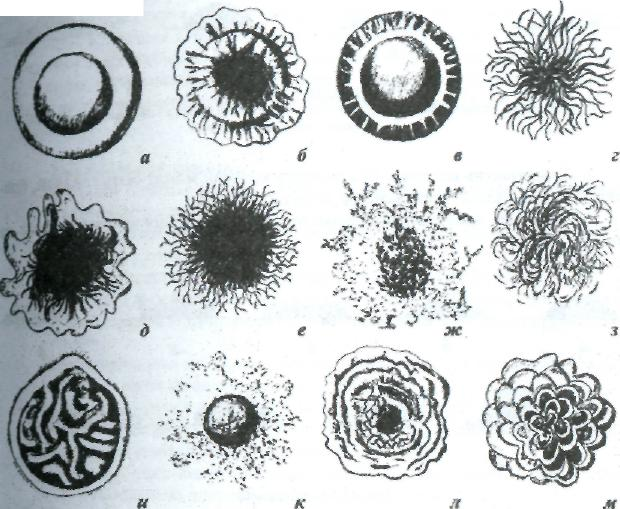 а б в г
д е ж з
и к л м